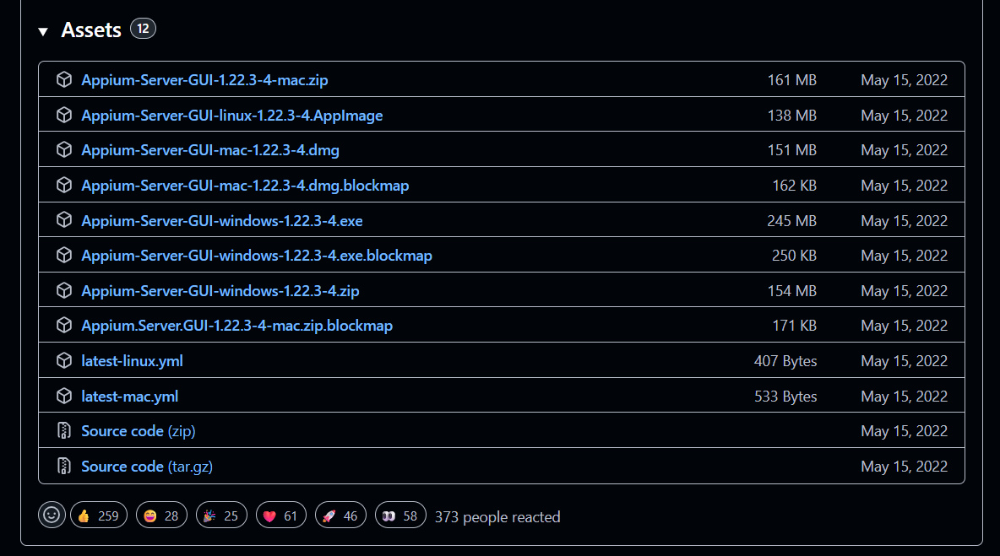 Assets 12
Appium-Server-GUI-1.22.3-4-mac.zip 161 MB May 15, 2022
Appium-Server-GUI-linux-1.22.3-4.AppImage 138 MB May 15, 2022
Appium-Server-GUI-mac-1.22.3-4.dmg 151 MB May 15, 2022
Appium-Server-GUI-mac-1.22.3-4.dmg.blockmap 162 KB May 15, 2022
Appium-Server-GUI-windows-1.22.3-4.exe 245 MB May 15, 2022
Appium-Server-GUI-windows-1.22.3-4.exe.blockmap 250 KB May 15, 2022
Appium-Server-GUI-windows-1.22.3-4.zip 154 MB May 15, 2022
Appium.Server.GUI-1.22.3-4-mac.zip.blockmap 171 KB May 15, 2022
latest-linux.yml 407 Bytes May 15, 2022
latest-mac.yml 533 Bytes May 15, 2022
Source code (zip) May 15, 2022
Source code (tar.gz) May 15, 2022
259 28 25 61 46 58 373 people reacted